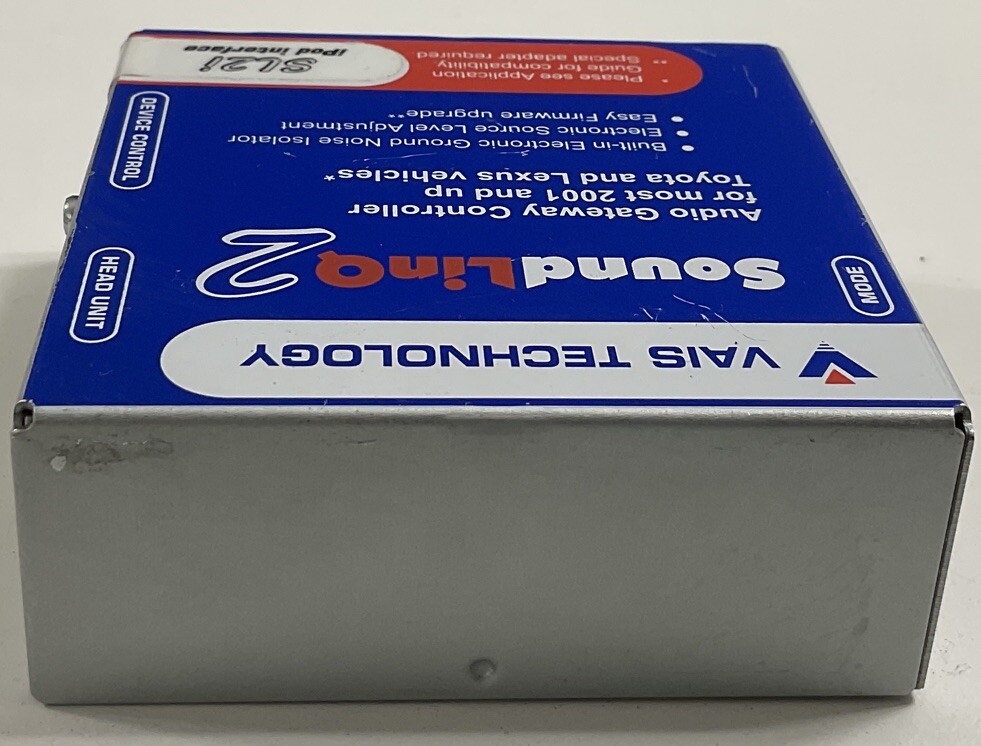 VAIS TECHNOLOGY
SoundLinQ2
MODE
HEAD UNIT
Audio Gateway Controller
for most 2001 and up
Toyota and Lexus vehicles*
• Built-in Electronic Ground Noise Isolator
• Electronic Source Level Adjustment
• Easy Firmware upgrade**
DEVICE CONTROL
* Please see Application
Guide for compatibility
** Special adapter required
SL2i
iPod interface